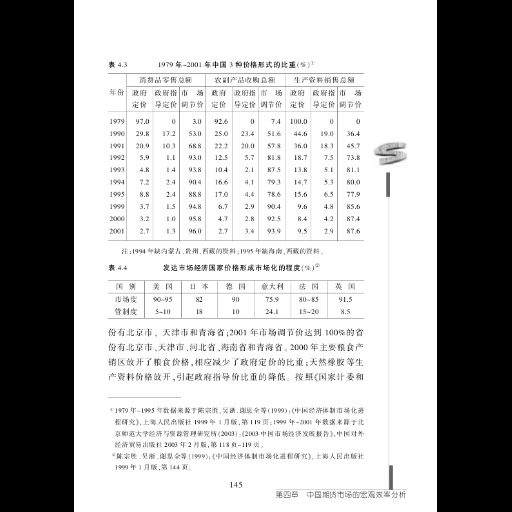 表 4.3 1979 年~2001 年中国 3 种价格形式的比重(%)①
消费品零售总额 农副产品收购总额 生产资料销售总额
年份 政府 政府指 市 场 政府 政府指 市 场 政府 政府指 市 场
定价 导定价 调节价 定价 导定价 调节价 定价 导定价 调节价
1979 97.0 0 3.0 92.6 0 7.4 100.0 0 0
1990 29.8 17.2 53.0 25.0 23.4 51.6 44.6 19.0 36.4
1991 20.9 10.3 68.8 22.2 20.0 57.8 36.0 18.3 45.7
1992 5.9 1.1 93.0 12.5 5.7 81.8 18.7 7.5 73.8
1993 4.8 1.4 93.8 10.4 2.1 87.5 13.8 5.1 81.1
1994 7.2 2.4 90.4 16.6 4.1 79.3 14.7 5.3 80.0
1995 8.8 2.4 88.8 17.0 4.4 78.6 15.6 6.5 77.9
1999 3.7 1.5 94.8 6.7 2.9 90.4 9.6 4.8 85.6
2000 3.2 1.0 95.8 4.7 2.8 92.5 8.4 4.2 87.4
2001 2.7 1.3 96.0 2.7 3.4 93.9 9.5 2.9 87.6
注:1994 年缺内蒙古、贵州、西藏的资料;1995 年缺海南、西藏的资料。
表 4.4 发达市场经济国家价格形成市场化的程度(%)②
国 别 美 国 日 本 德 国 意大利 法 国 英 国
市场度 90~95 82 90 75.9 80~85 91.5
管制度 5~10 18 10 24.1 15~20 8.5
份有北京市、天津市和青海省;2001 年市场调节价达到 100%的省
份有北京市、天津市、河北省、海南省和青海省。2000 年主要粮食产
销区放开了粮食价格,相应减少了政府定价的比重;天然橡胶等生
产资料价格放开,引起政府指导价比重的降低。按照《国家计委和
① 1979 年~1995 年数据来源于陈宗胜、吴浙、谢思全等(1999):《中国经济体制市场化进
程研究》,上海人民出版社 1999 年 1 月版,第 119 页;1999 年~2001 年数据来源于北
京师范大学经济与资源管理研究所(2003):《2003 中国市场经济发展报告》,中国对外
经济贸易出版社 2003 年 2 月版,第 118 页~119 页。
② 陈宗胜、吴浙、谢思全等(1999):《中国经济体制市场化进程研究》,上海人民出版社
1999 年 1 月版,第 144 页。
145
第四章 中国期货市场的宏观效率分析